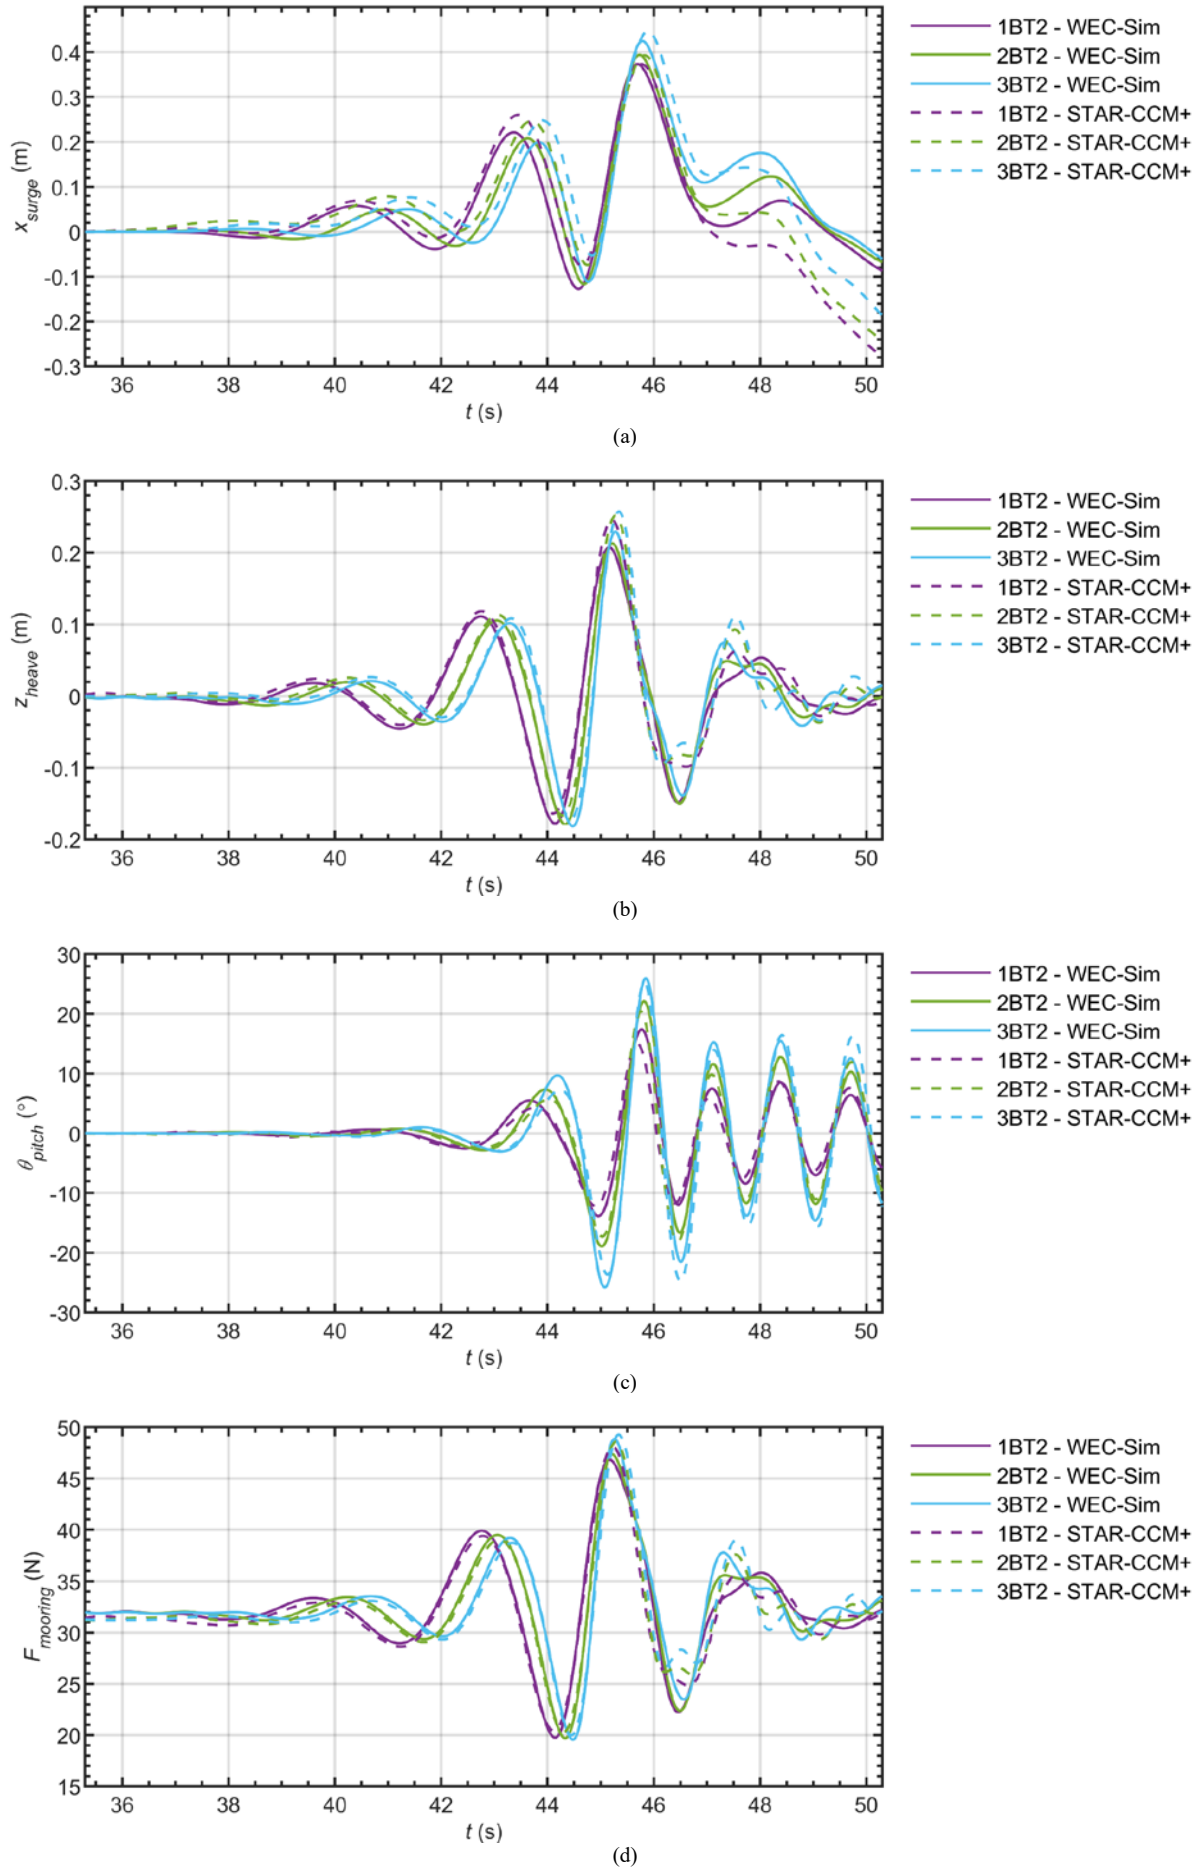 0.4
0.3
0.2
0.1
0
-0.1
-0.2
-0.3
x_surge (m)
36 38 40 42 44 46 48 50
t (s)
1BT2 - WEC-Sim
2BT2 - WEC-Sim
3BT2 - WEC-Sim
1BT2 - STAR-CCM+
2BT2 - STAR-CCM+
3BT2 - STAR-CCM+
(a)
0.3
0.2
0.1
0
-0.1
-0.2
z_heave (m)
36 38 40 42 44 46 48 50
t (s)
1BT2 - WEC-Sim
2BT2 - WEC-Sim
3BT2 - WEC-Sim
1BT2 - STAR-CCM+
2BT2 - STAR-CCM+
3BT2 - STAR-CCM+
(b)
30
20
10
0
-10
-20
-30
θ_pitch (°)
36 38 40 42 44 46 48 50
t (s)
1BT2 - WEC-Sim
2BT2 - WEC-Sim
3BT2 - WEC-Sim
1BT2 - STAR-CCM+
2BT2 - STAR-CCM+
3BT2 - STAR-CCM+
(c)
50
45
40
35
30
25
20
15
F_mooring (N)
36 38 40 42 44 46 48 50
t (s)
1BT2 - WEC-Sim
2BT2 - WEC-Sim
3BT2 - WEC-Sim
1BT2 - STAR-CCM+
2BT2 - STAR-CCM+
3BT2 - STAR-CCM+
(d)